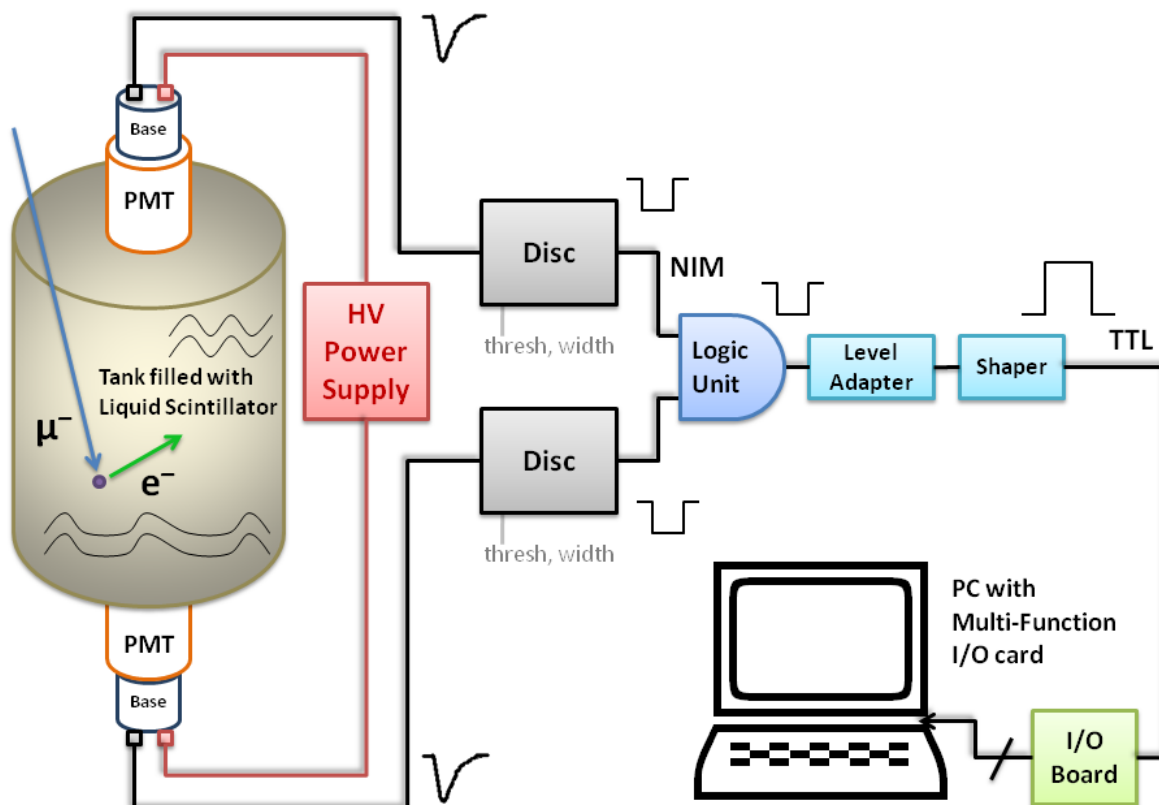 Base
PMT
Tank filled with
Liquid Scintillator
μ⁻
e⁻
PMT
Base
HV
Power
Supply
Disc
thresh, width
NIM
Disc
thresh, width
Logic
Unit
Level
Adapter
Shaper
TTL
PC with
Multi-Function
I/O card
I/O
Board